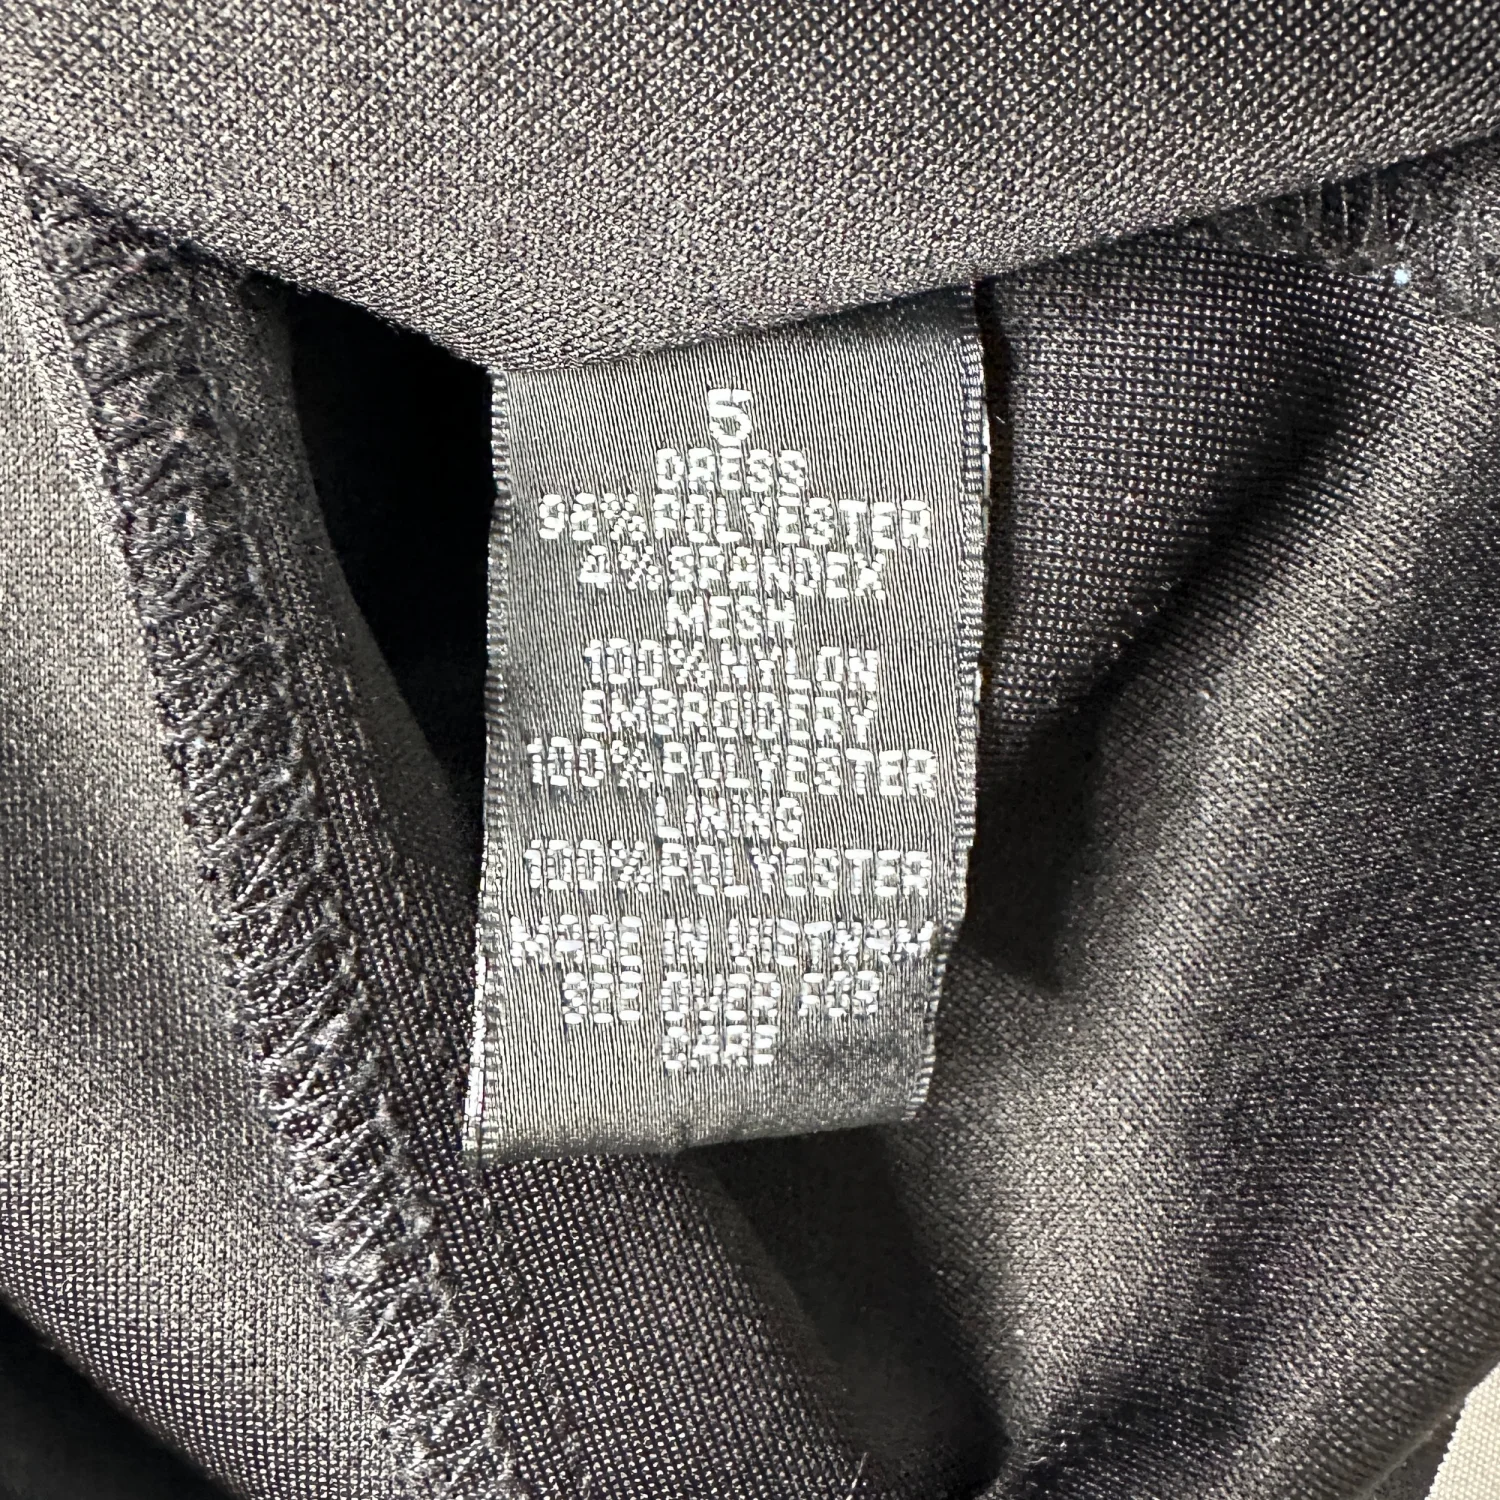 5
DRESS
96% POLYESTER
4% SPANDEX
MESH
100% NYLON
EMBROIDERY
100% POLYESTER
LINING
100% POLYESTER
MADE IN VIETNAM
SEE OVER FOR
CARE